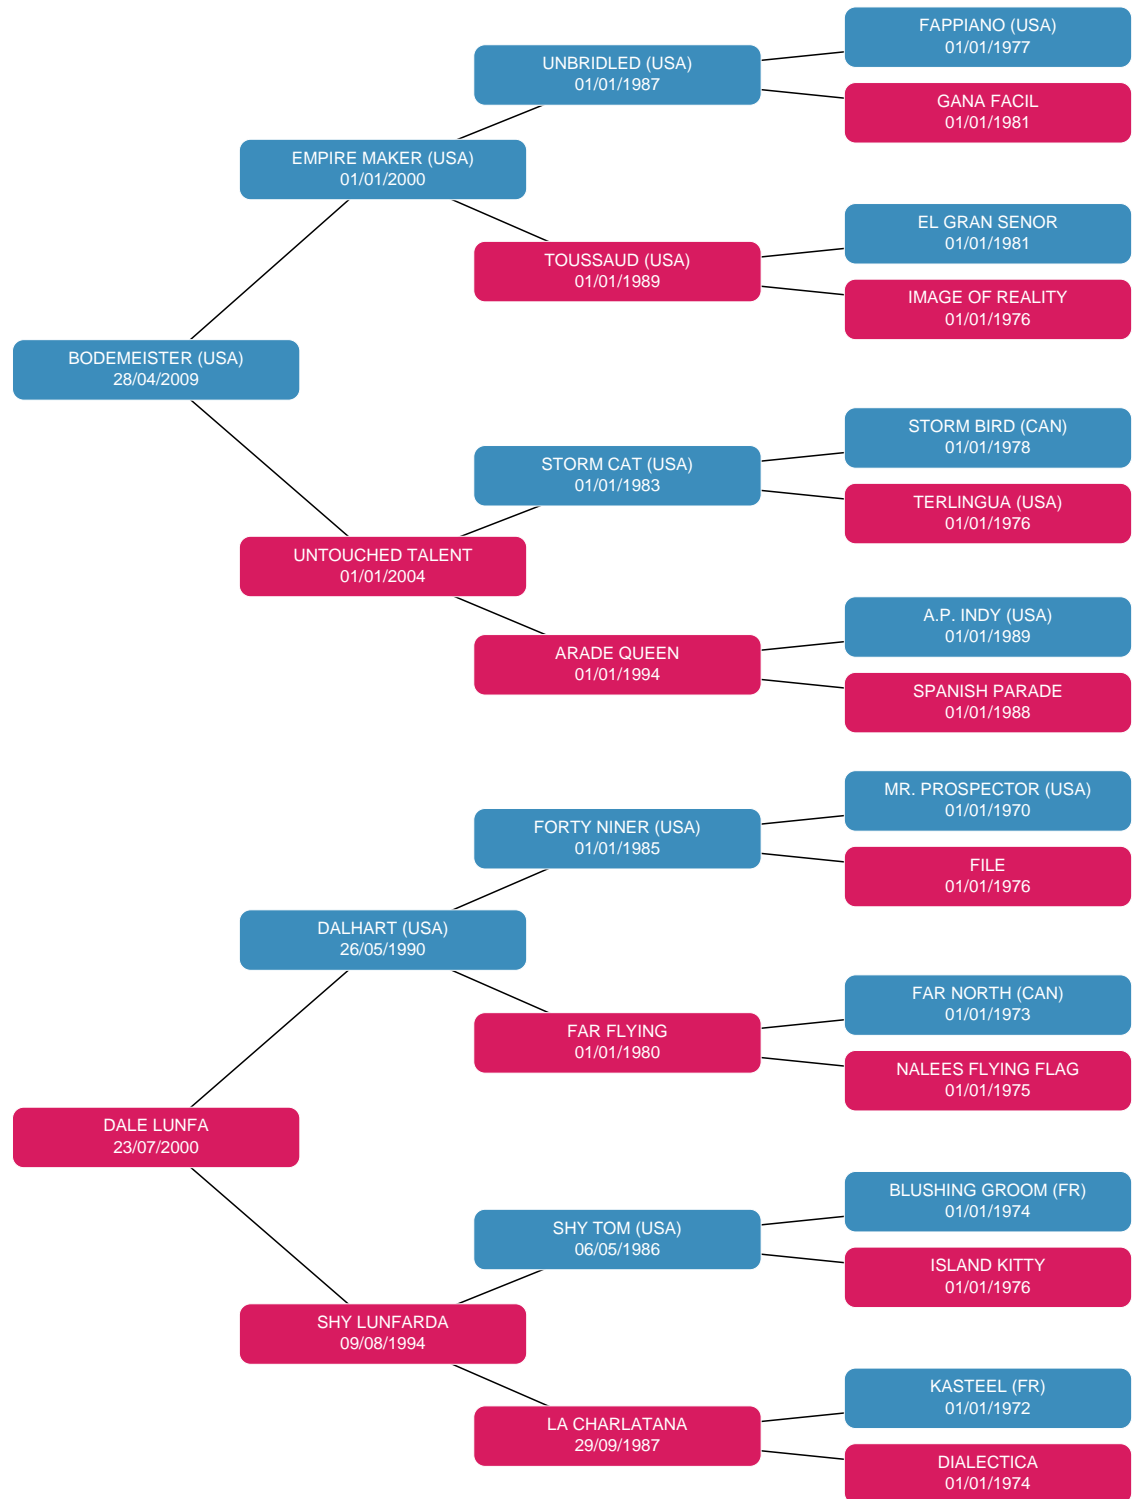 FAPPIANO (USA)
01/01/1977
UNBRIDLED (USA)
01/01/1987
GANA FACIL
01/01/1981
EMPIRE MAKER (USA)
01/01/2000
EL GRAN SENOR
01/01/1981
TOUSSAUD (USA)
01/01/1989
IMAGE OF REALITY
01/01/1976
BODEMEISTER (USA)
28/04/2009
STORM BIRD (CAN)
01/01/1978
STORM CAT (USA)
01/01/1983
TERLINGUA (USA)
01/01/1976
UNTOUCHED TALENT
01/01/2004
A.P. INDY (USA)
01/01/1989
ARADE QUEEN
01/01/1994
SPANISH PARADE
01/01/1988
MR. PROSPECTOR (USA)
01/01/1970
FORTY NINER (USA)
01/01/1985
FILE
01/01/1976
DALHART (USA)
26/05/1990
FAR NORTH (CAN)
01/01/1973
FAR FLYING
01/01/1980
NALEES FLYING FLAG
01/01/1975
DALE LUNFA
23/07/2000
BLUSHING GROOM (FR)
01/01/1974
SHY TOM (USA)
06/05/1986
ISLAND KITTY
01/01/1976
SHY LUNFARDA
09/08/1994
KASTEEL (FR)
01/01/1972
LA CHARLATANA
29/09/1987
DIALECTICA
01/01/1974